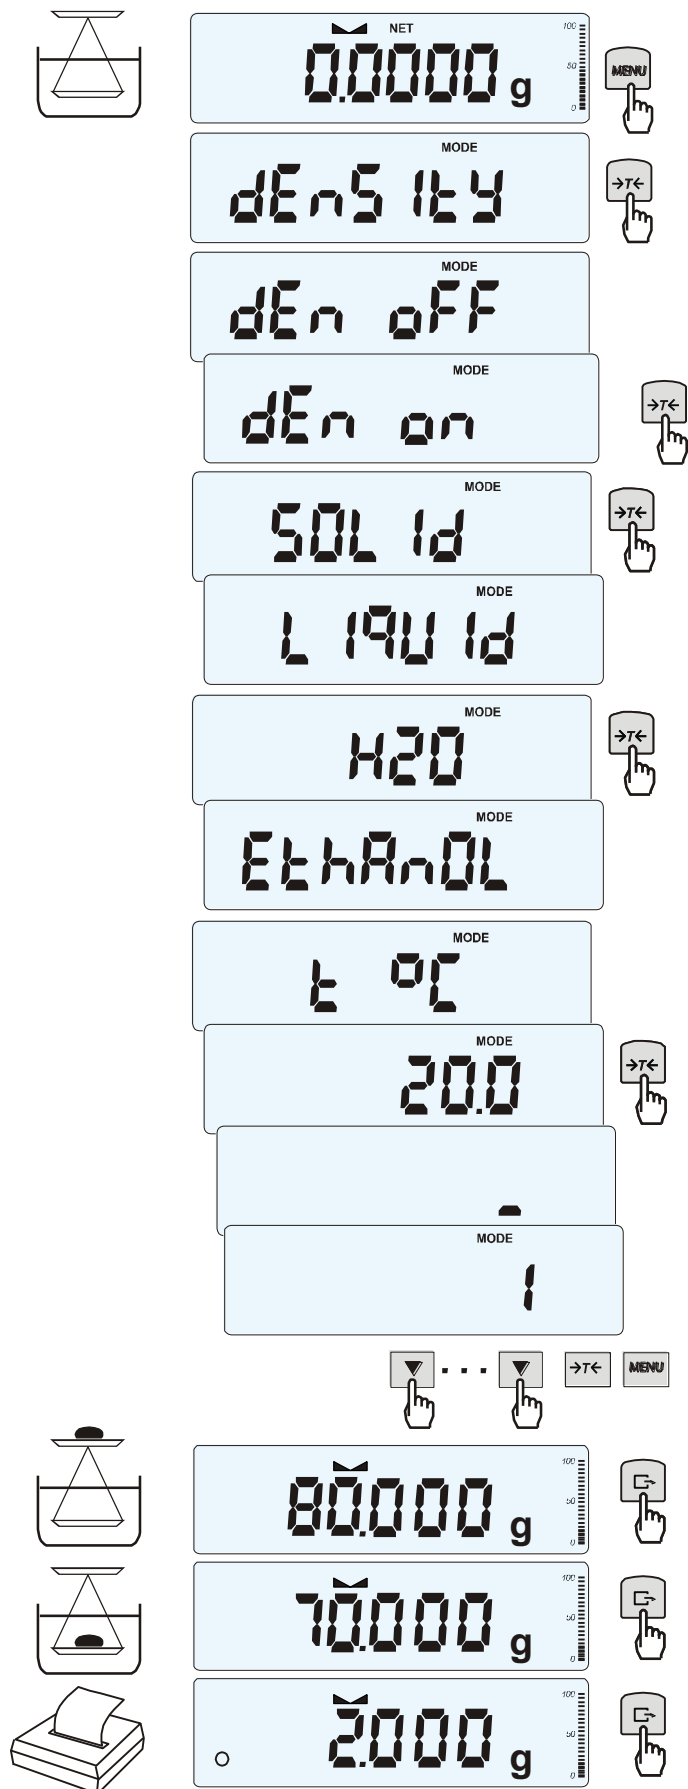 NET
100
0.0000 g
50
0
MENU
MODE
dEnSItY
→T←
MODE
dEn oFF
MODE
dEn on
→T←
MODE
SOLId
→T←
MODE
LIqUId
MODE
H2O
→T←
MODE
EthAnOL
MODE
t °C
MODE
20.0
→T←
-
MODE
1
▼ ... ▼ →T← MENU
100
80.000 g
50
0
100
70.000 g
50
0
100
2.000 g
50
0